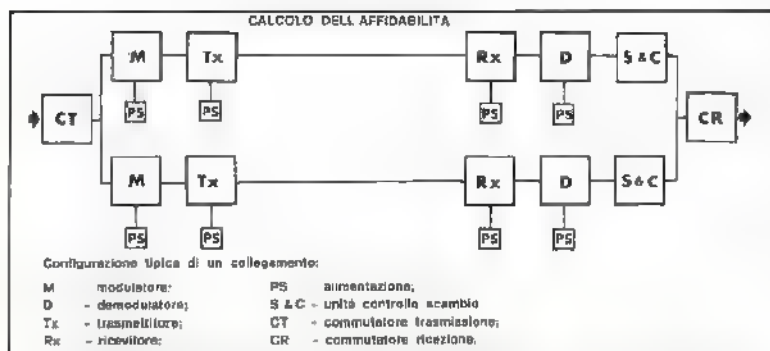 CALCOLO DELL AFFIDABILITA
M Tx Rx D S & C
PS PS PS PS
CT CR
M Tx Rx D S & C
PS PS PS PS
Configurazione tipica di un collegamento:
M modulatore; PS alimentazione;
D - demodulatore; S & C - unità controllo scambio
Tx - trasmettitore; CT - commutatore trasmissione;
Rx - ricevitore; CR - commutatore ricezione.